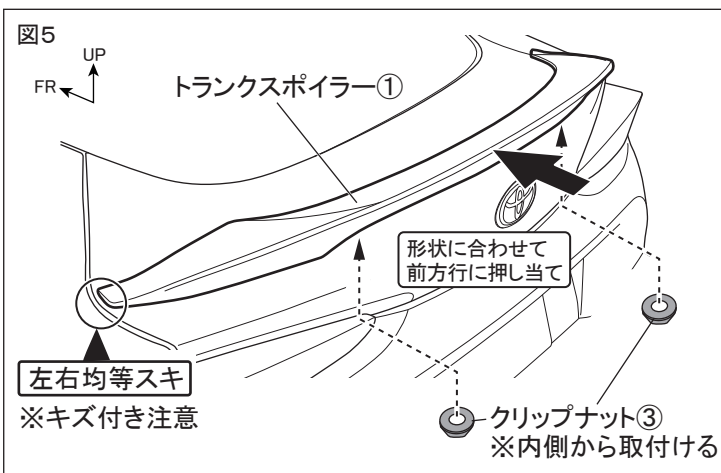 図5
UP
FR
トランクスポイラー①
形状に合わせて
前方行に押し当て
左右均等スキ
※キズ付き注意
クリップナット③
※内側から取付ける